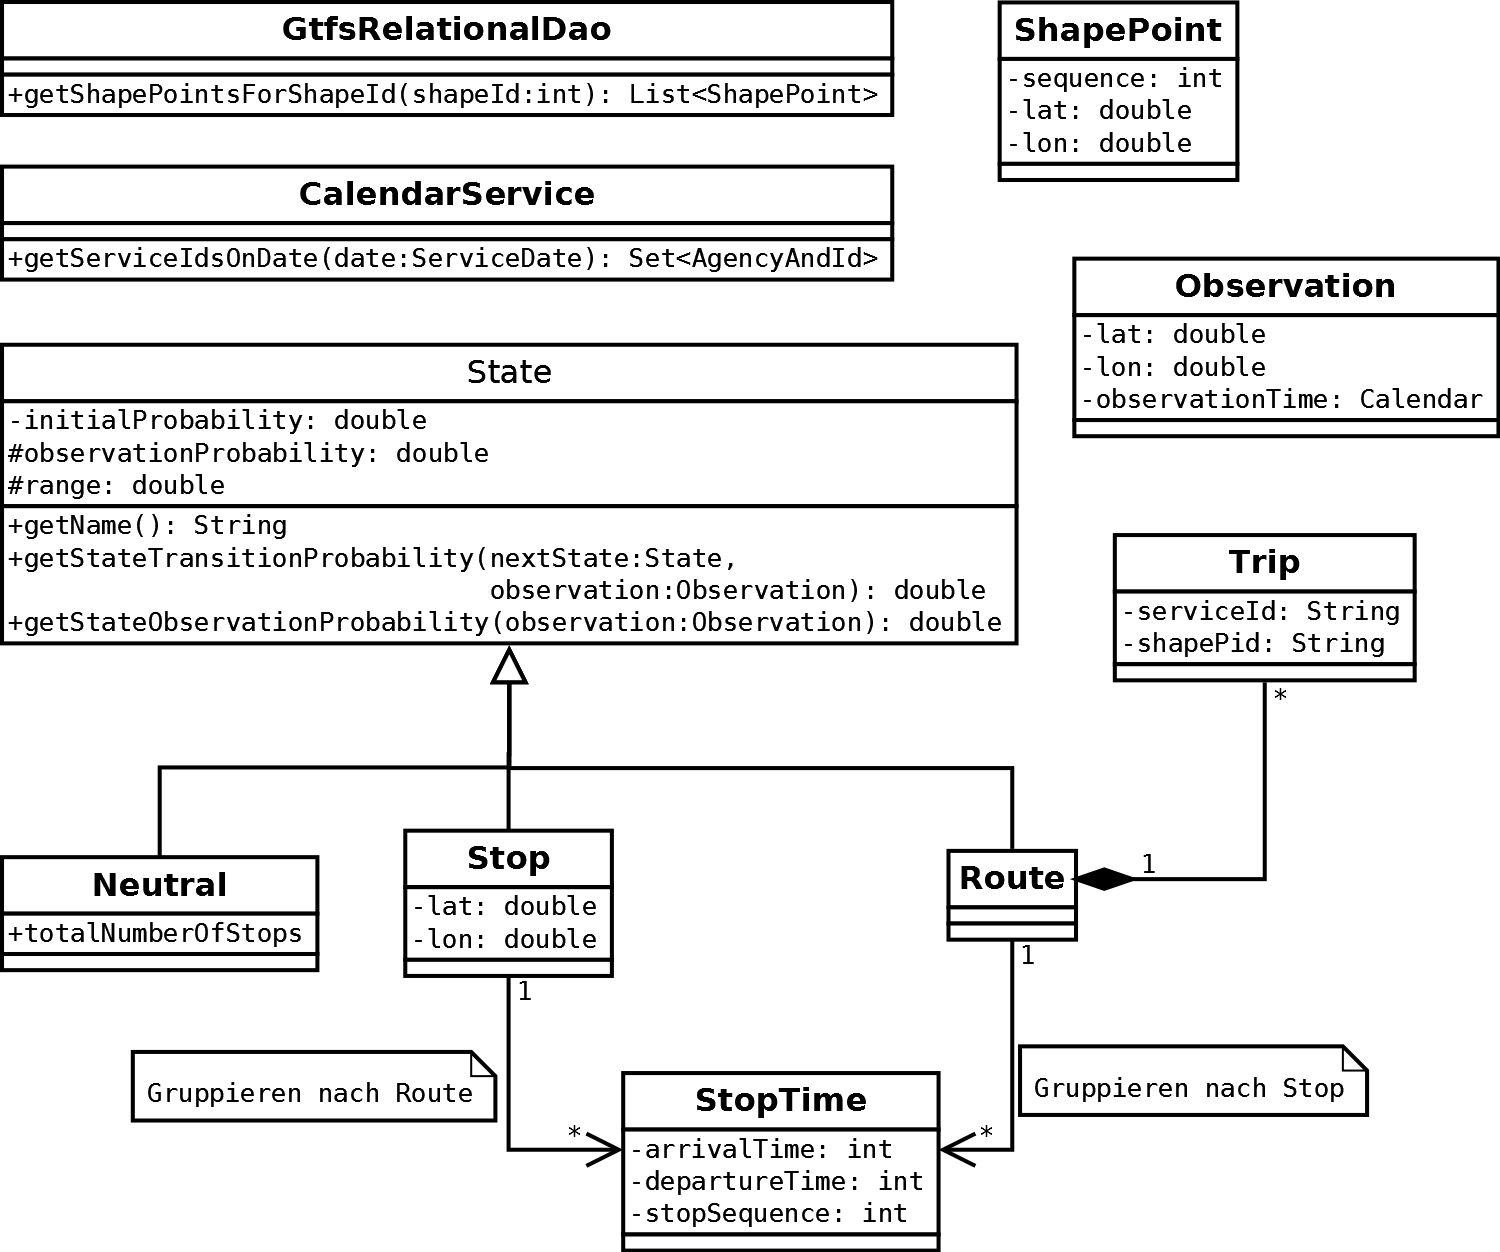 GtfsRelationalDao
+getShapePointsForShapeId(shapeId:int): List<ShapePoint>
ShapePoint
-sequence: int
-lat: double
-lon: double
CalendarService
+getServiceIdsOnDate(date:ServiceDate): Set<AgencyAndId>
Observation
-lat: double
-lon: double
-observationTime: Calendar
State
-initialProbability: double
#observationProbability: double
#range: double
+getName(): String
+getStateTransitionProbability(nextState:State,
observation:Observation): double
+getStateObservationProbability(observation:Observation): double
Trip
-serviceId: String
-shapePid: String
*
Neutral
+totalNumberOfStops
Stop
-lat: double
-lon: double
1
Route
1
1
Gruppieren nach Route
Gruppieren nach Stop
*
*
StopTime
-arrivalTime: int
-departureTime: int
-stopSequence: int